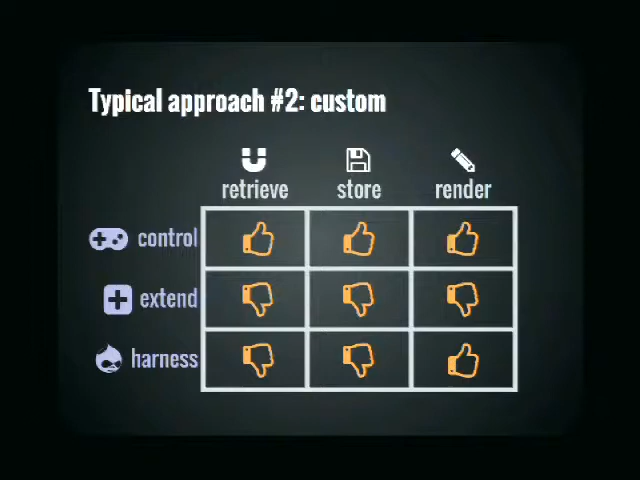 Typical approach #2: custom
retrieve store render
control
extend
harness